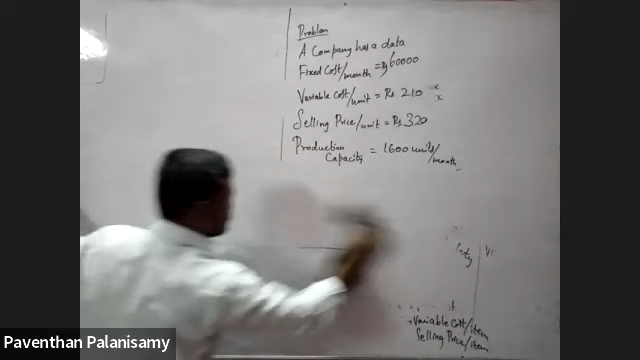 Problem
A Company has a data
Fixed Cost/month = Rs 60000
Variable Cost/unit = Rs 210
x
Selling Price/unit = Rs 320
Production Capacity = 1600 units/month.
Variable Cost/item
Selling Price/item
Paventhan Palanisamy